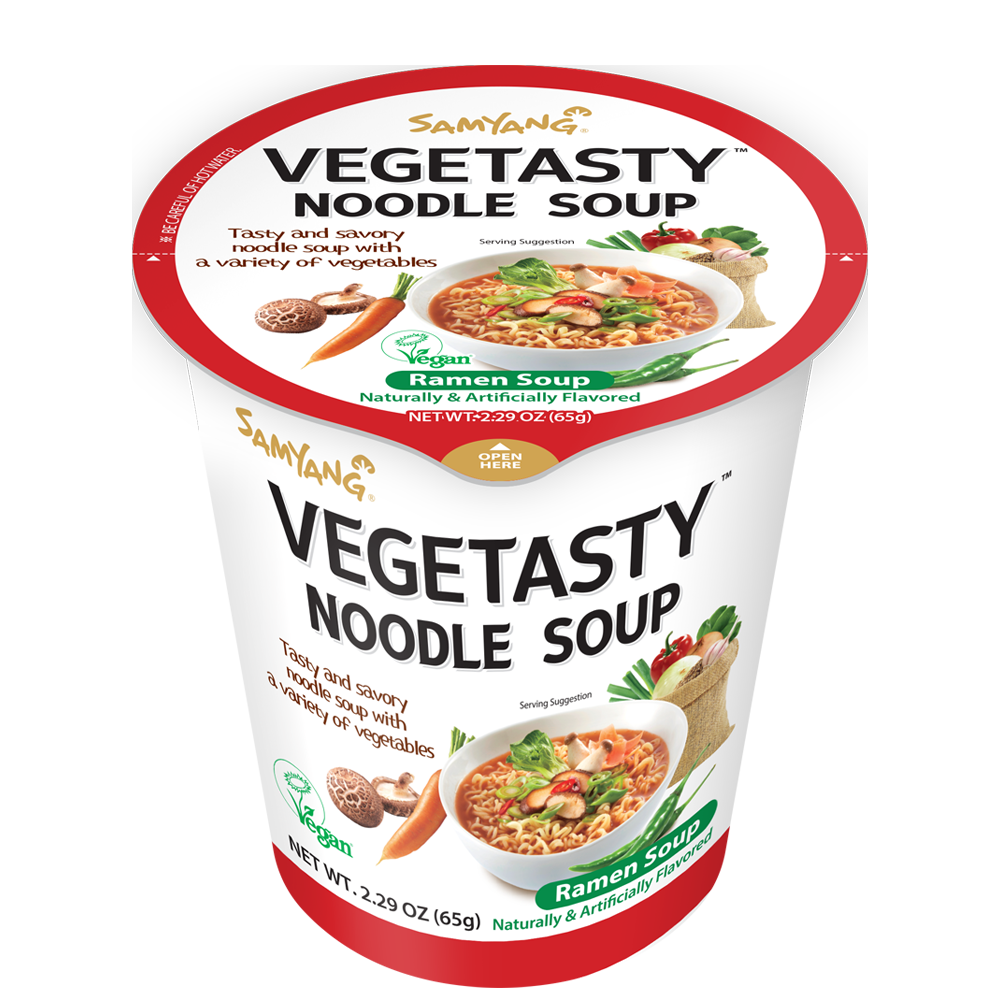 SAMYANG®
VEGETASTY™
NOODLE SOUP
※ BE CAREFUL OF HOT WATER.
Tasty and savory
noodle soup with
a variety of vegetables
Serving Suggestion
Vegan
Ramen Soup
Naturally & Artificially Flavored
NET WT. 2.29 OZ (65g)
OPEN
HERE
SAMYANG®
VEGETASTY™
NOODLE SOUP
Tasty and savory
noodle soup with
a variety of vegetables
Serving Suggestion
Vegan
Ramen Soup
Naturally & Artificially Flavored
NET WT. 2.29 OZ (65g)